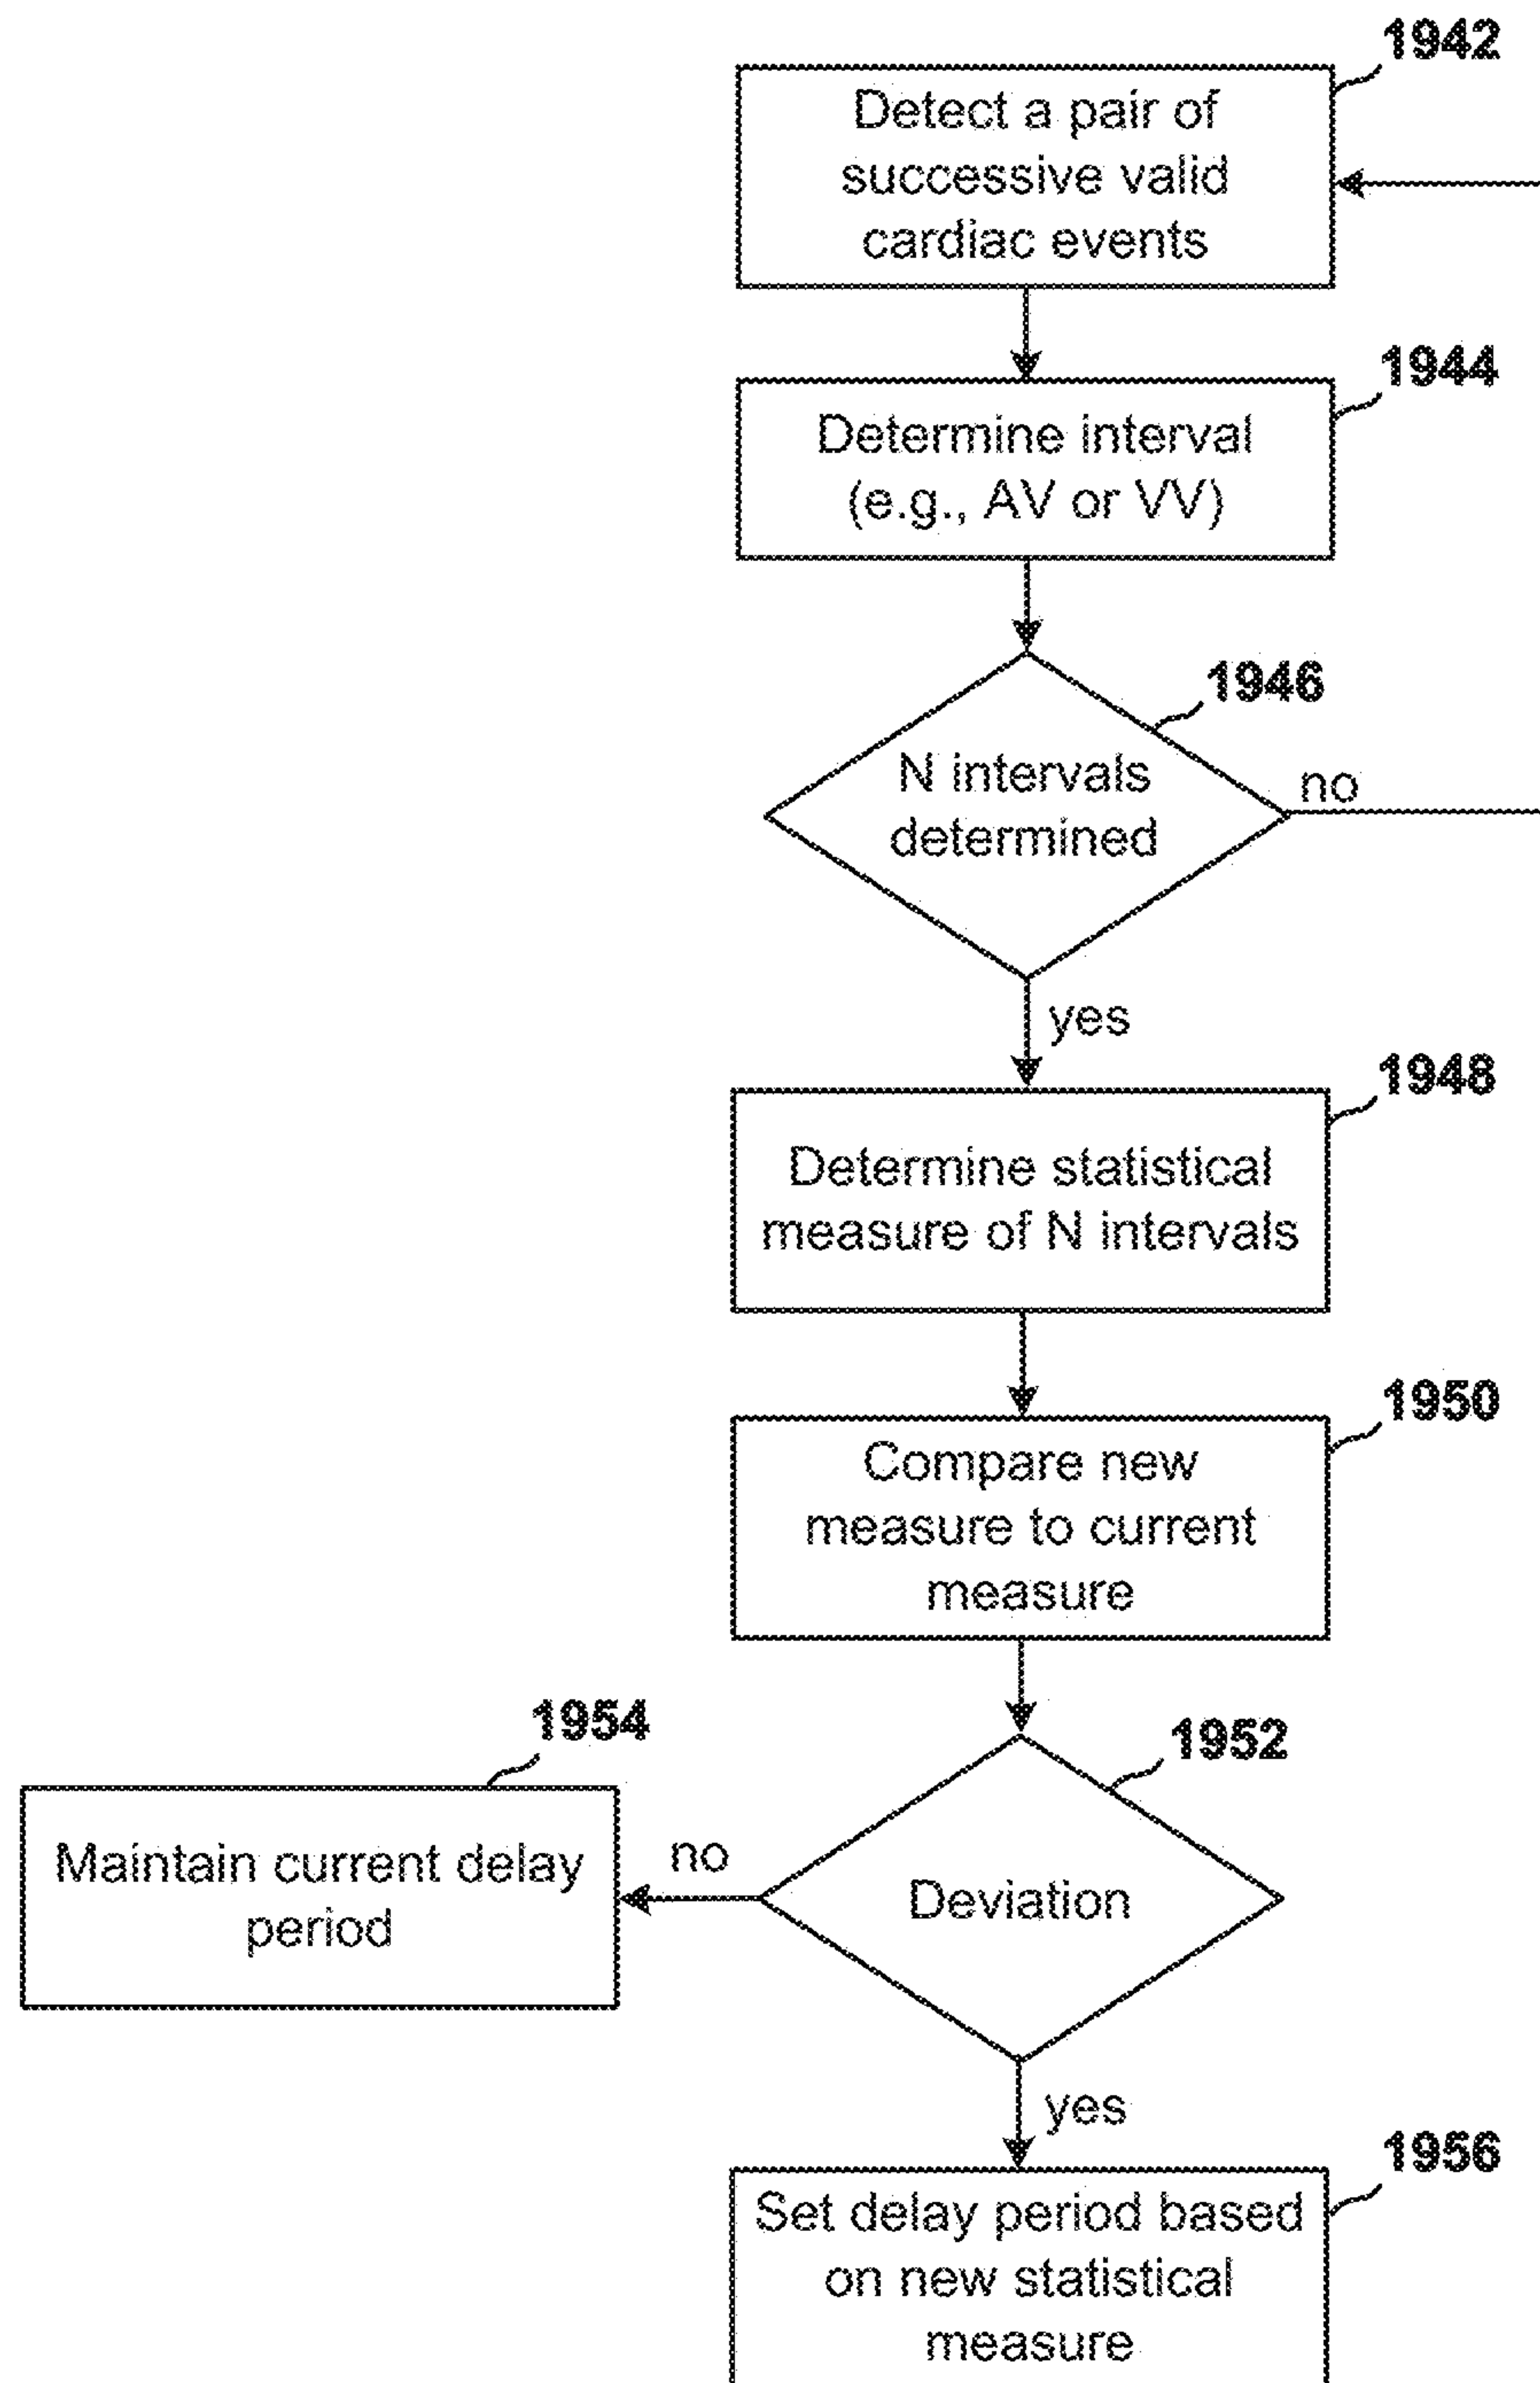 1942
Detect a pair of
successive valid
cardiac events
1944
Determine interval
(e.g., AV or VV)
1946
N intervals
determined
no
yes
1948
Determine statistical
measure of N intervals
1950
Compare new
measure to current
measure
1954
1952
Maintain current delay
period
no
Deviation
yes
1956
Set delay period based
on new statistical
measure